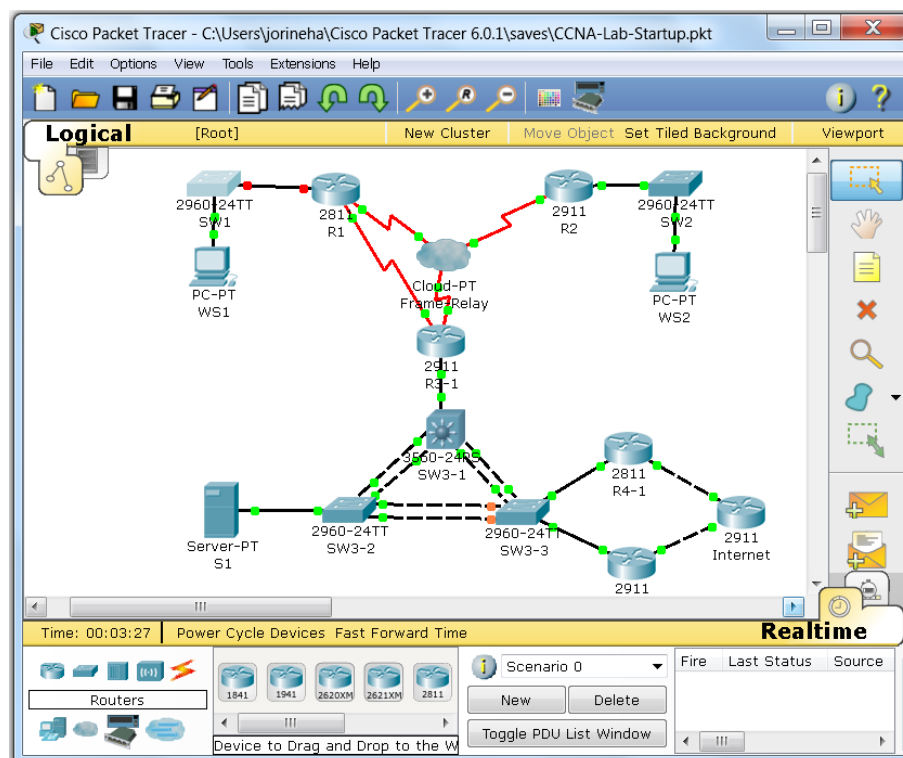 Cisco Packet Tracer - C:\Users\jorineha\Cisco Packet Tracer 6.0.1\saves\CCNA-Lab-Startup.pkt
File Edit Options View Tools Extensions Help
Logical [Root] New Cluster Move Object Set Tiled Background Viewport
2960-24TT
SW1
2811
R1
2911
R2
2960-24TT
SW2
PC-PT
WS1
Cloud-PT
Frame-Relay
PC-PT
WS2
2911
R3-1
3560-24PS
SW3-1
2811
R4-1
Server-PT
S1
2960-24TT
SW3-2
2960-24TT
SW3-3
2911
Internet
2911
Time: 00:03:27 Power Cycle Devices Fast Forward Time Realtime
Routers
1841 1941 2620XM 2621XM 2811
Device to Drag and Drop to the W
Scenario 0
New Delete
Toggle PDU List Window
Fire Last Status Source